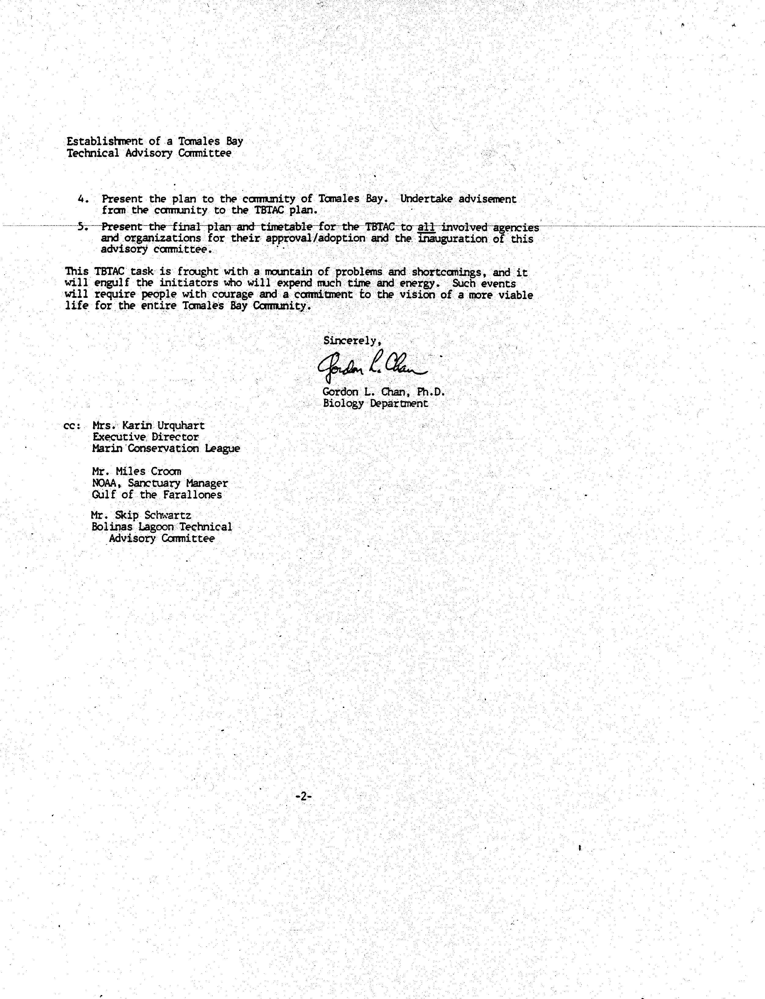 Establishment of a Tomales Bay
Technical Advisory Committee
4. Present the plan to the community of Tomales Bay. Undertake advisement
from the community to the TBTAC plan.
5. Present the final plan and timetable for the TBTAC to all involved agencies
and organizations for their approval/adoption and the inauguration of this
advisory committee.
This TBTAC task is frought with a mountain of problems and shortcomings, and it
will engulf the initiators who will expend much time and energy. Such events
will require people with courage and a commitment to the vision of a more viable
life for the entire Tomales Bay Community.
Sincerely,
Gordon L. Chan
Gordon L. Chan, Ph.D.
Biology Department
cc: Mrs. Karin Urquhart
Executive Director
Marin Conservation League
Mr. Miles Croom
NOAA, Sanctuary Manager
Gulf of the Farallones
Mr. Skip Schwartz
Bolinas Lagoon Technical
Advisory Committee
-2-